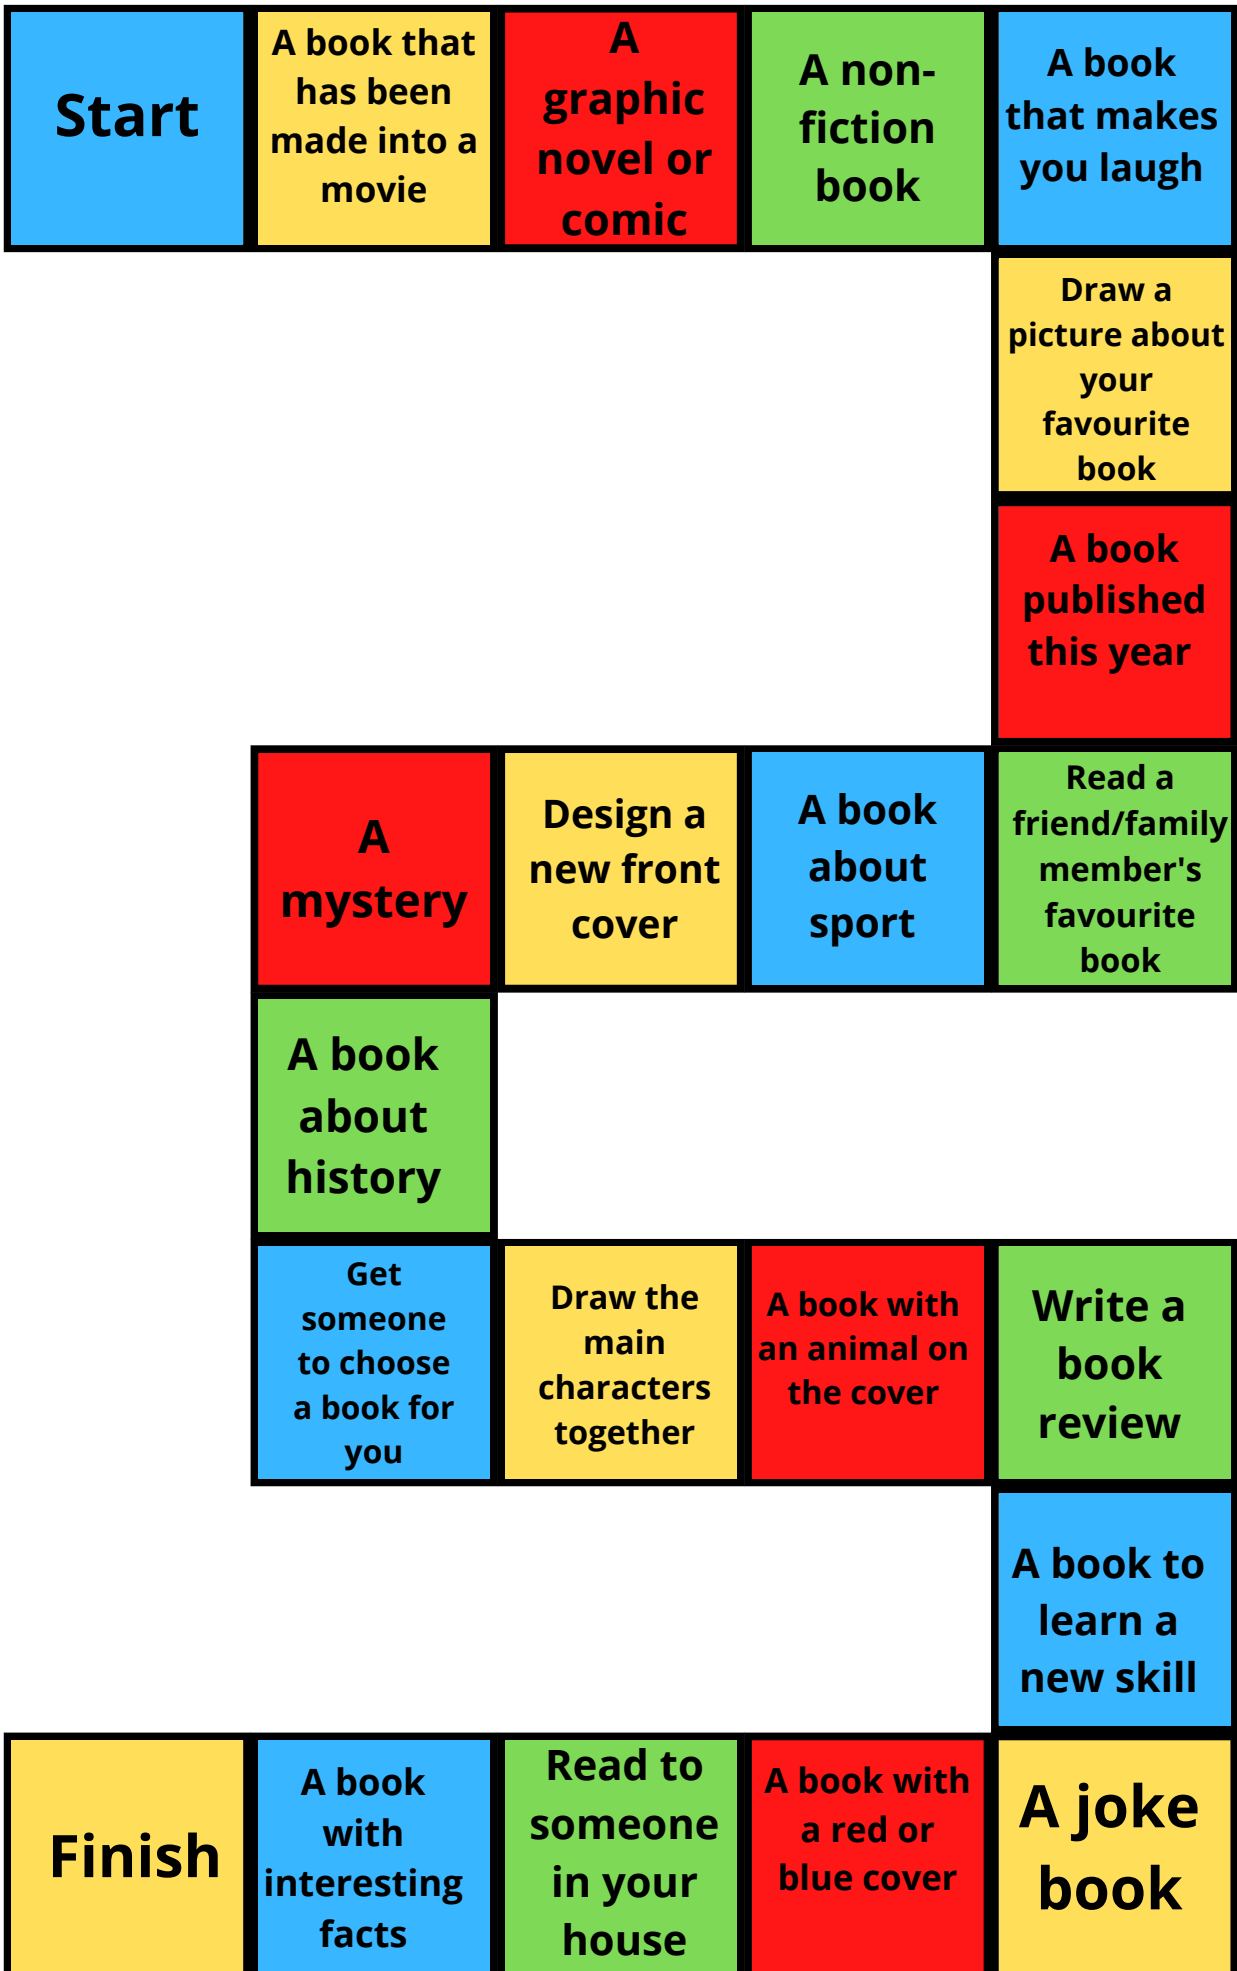 Start
A book that
has been
made into a
movie
A
graphic
novel or
comic
A non-
fiction
book
A book
that makes
you laugh
Draw a
picture about
your
favourite
book
A book
published
this year
A
mystery
Design a
new front
cover
A book
about
sport
Read a
friend/family
member's
favourite
book
A book
about
history
Get
someone
to choose
a book for
you
Draw the
main
characters
together
A book with
an animal on
the cover
Write a
book
review
A book to
learn a
new skill
Finish
A book
with
interesting
facts
Read to
someone
in your
house
A book with
a red or
blue cover
A joke
book